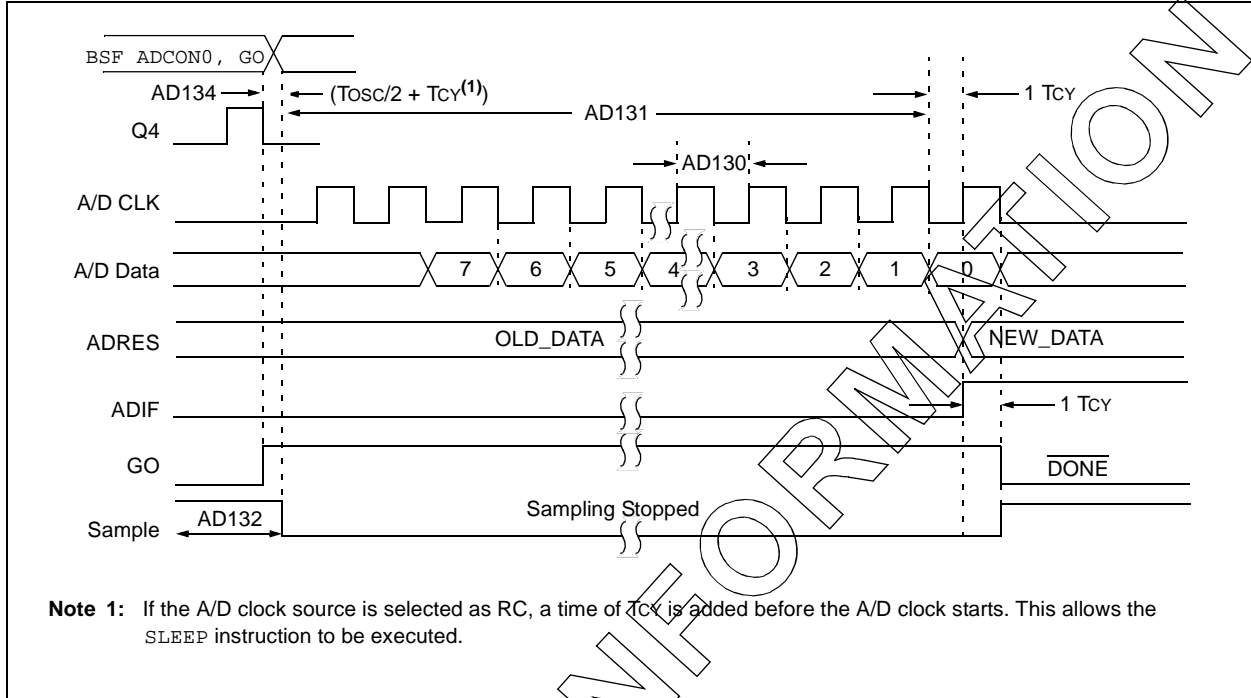 BSF ADCON0, GO
AD134
(TOSC/2 + TCY(1))
1 TCY
AD131
Q4
AD130
A/D CLK
A/D Data
7 6 5 4 3 2 1 0
ADRES
OLD_DATA
NEW_DATA
ADIF
1 TCY
GO
DONE
Sample
AD132
Sampling Stopped
Note 1: If the A/D clock source is selected as RC, a time of TCY is added before the A/D clock starts. This allows the
SLEEP instruction to be executed.
NFORMATION